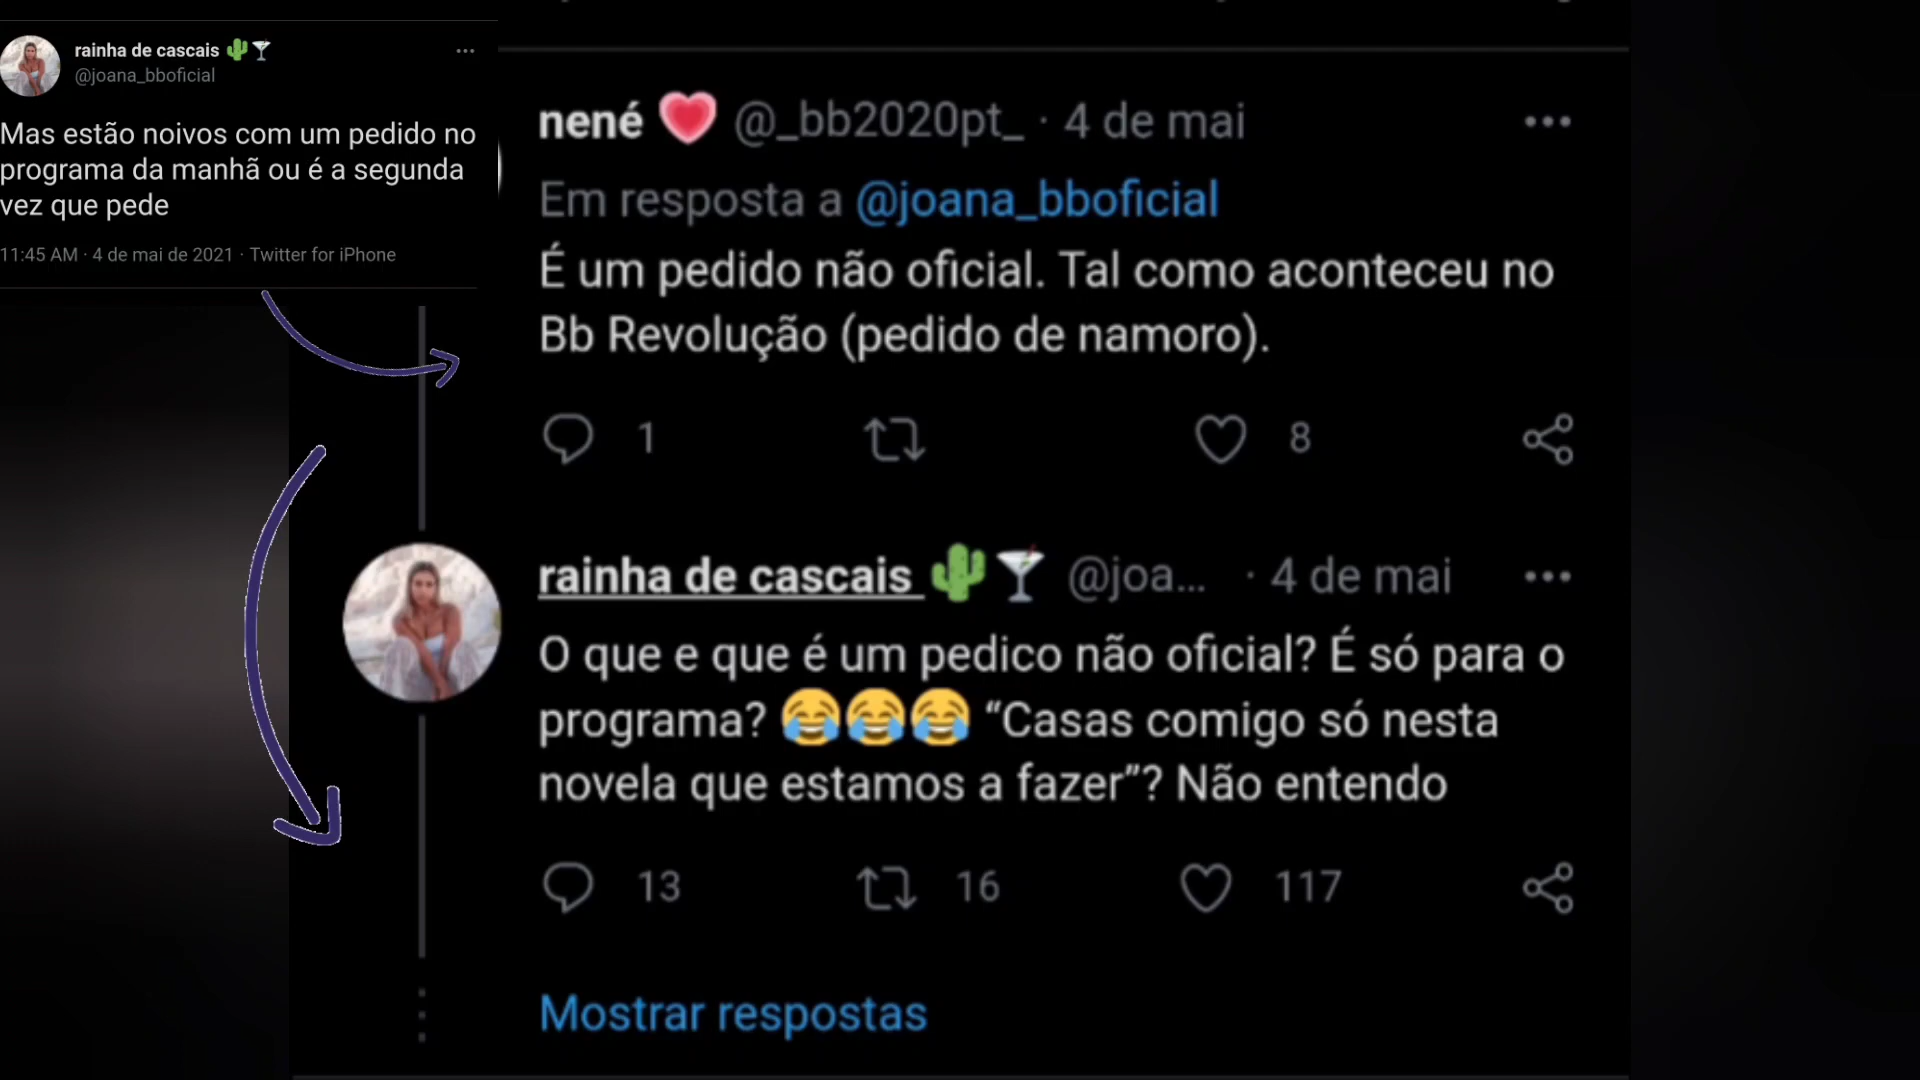 rainha de cascais 🌵🍸
@joana_bboficial
Mas estão noivos com um pedido no
programa da manhã ou é a segunda
vez que pede
11:45 AM · 4 de mai de 2021 · Twitter for iPhone
nené 💗 @_bb2020pt_ · 4 de mai
Em resposta a @joana_bboficial
É um pedido não oficial. Tal como aconteceu no
Bb Revolução (pedido de namoro).
1 8
rainha de cascais 🌵🍸 @joa... · 4 de mai
O que e que é um pedico não oficial? É só para o
programa? 😂😂😂 “Casas comigo só nesta
novela que estamos a fazer”? Não entendo
13 16 117
Mostrar respostas